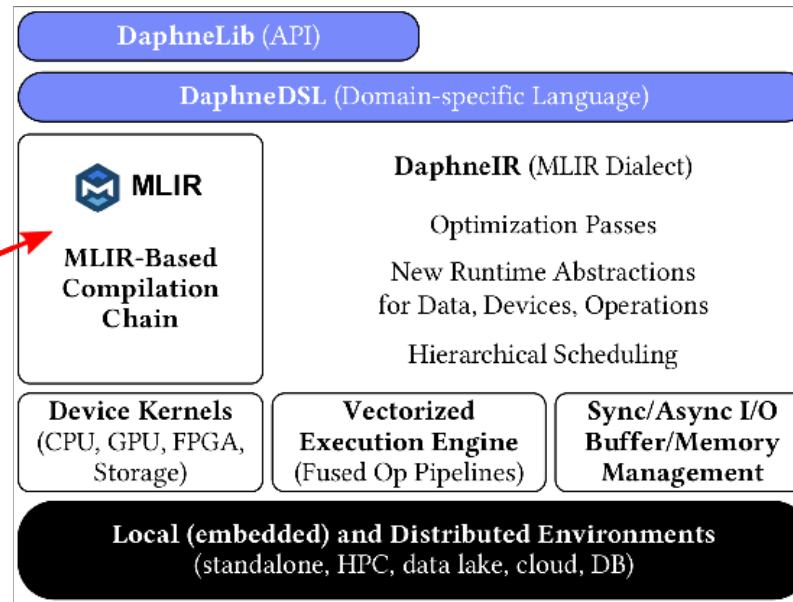 DaphneLib (API)
DaphneDSL (Domain-specific Language)
MLIR
MLIR-Based
Compilation
Chain
DaphneIR (MLIR Dialect)
Optimization Passes
New Runtime Abstractions
for Data, Devices, Operations
Hierarchical Scheduling
Device Kernels
(CPU, GPU, FPGA,
Storage)
Vectorized
Execution Engine
(Fused Op Pipelines)
Sync/Async I/O
Buffer/Memory
Management
Local (embedded) and Distributed Environments
(standalone, HPC, data lake, cloud, DB)